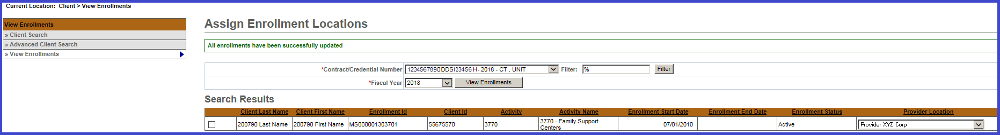 Current Location: Client > View Enrollments
View Enrollments
» Client Search
» Advanced Client Search
» View Enrollments
Assign Enrollment Locations
All enrollments have been successfully updated
*Contract/Credential Number 1234567890DDSI23456 H - 2018 - CT , UNIT Filter: % Filter
*Fiscal Year 2018 View Enrollments
Search Results
Client Last Name Client First Name Enrollment Id Client Id Activity Activity Name Enrollment Start Date Enrollment End Date Enrollment Status Provider Location
200790 Last Name 200790 First Name MS000001303701 55675570 3770 3770 - Family Support Centers 07/01/2010 Active Provider XYZ Corp